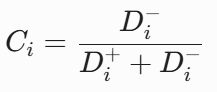 $C_i = \frac{D_i^-}{D_i^+ + D_i^-}$